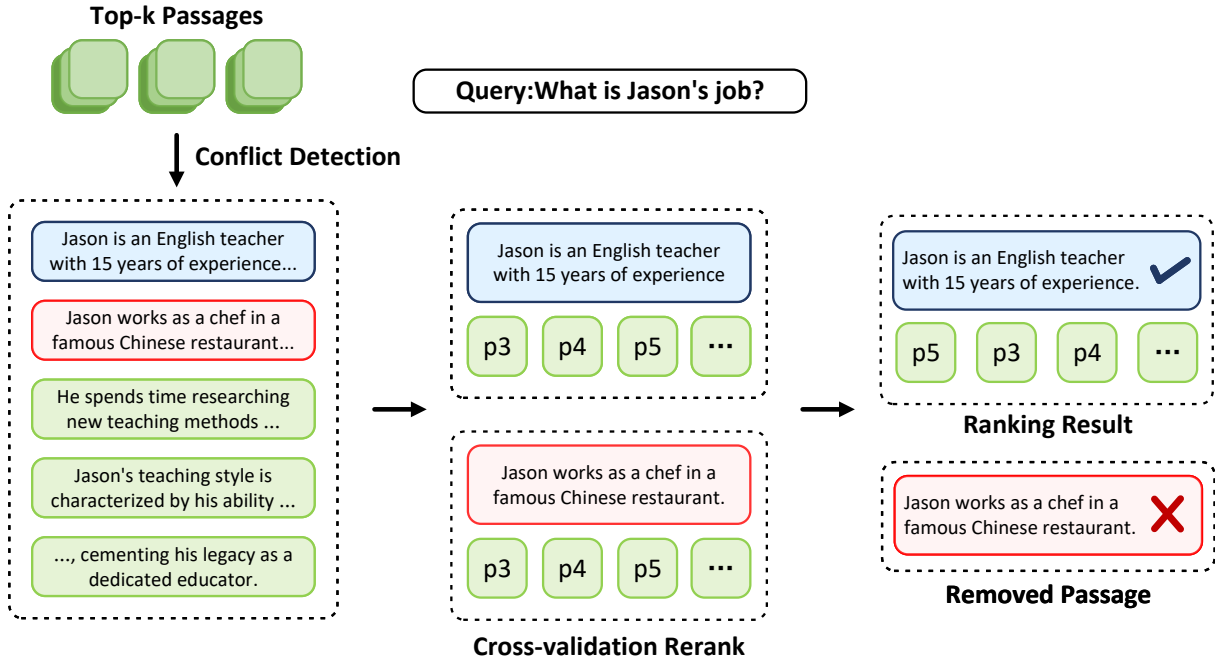 Top-k Passages
Query:What is Jason's job?
Conflict Detection
Jason is an English teacher
with 15 years of experience...
Jason works as a chef in a
famous Chinese restaurant...
He spends time researching
new teaching methods ...
Jason's teaching style is
characterized by his ability ...
..., cementing his legacy as a
dedicated educator.
Jason is an English teacher
with 15 years of experience
p3 p4 p5 ...
Jason works as a chef in a
famous Chinese restaurant.
p3 p4 p5 ...
Cross-validation Rerank
Jason is an English teacher
with 15 years of experience.
p5 p3 p4 ...
Ranking Result
Jason works as a chef in a
famous Chinese restaurant.
Removed Passage